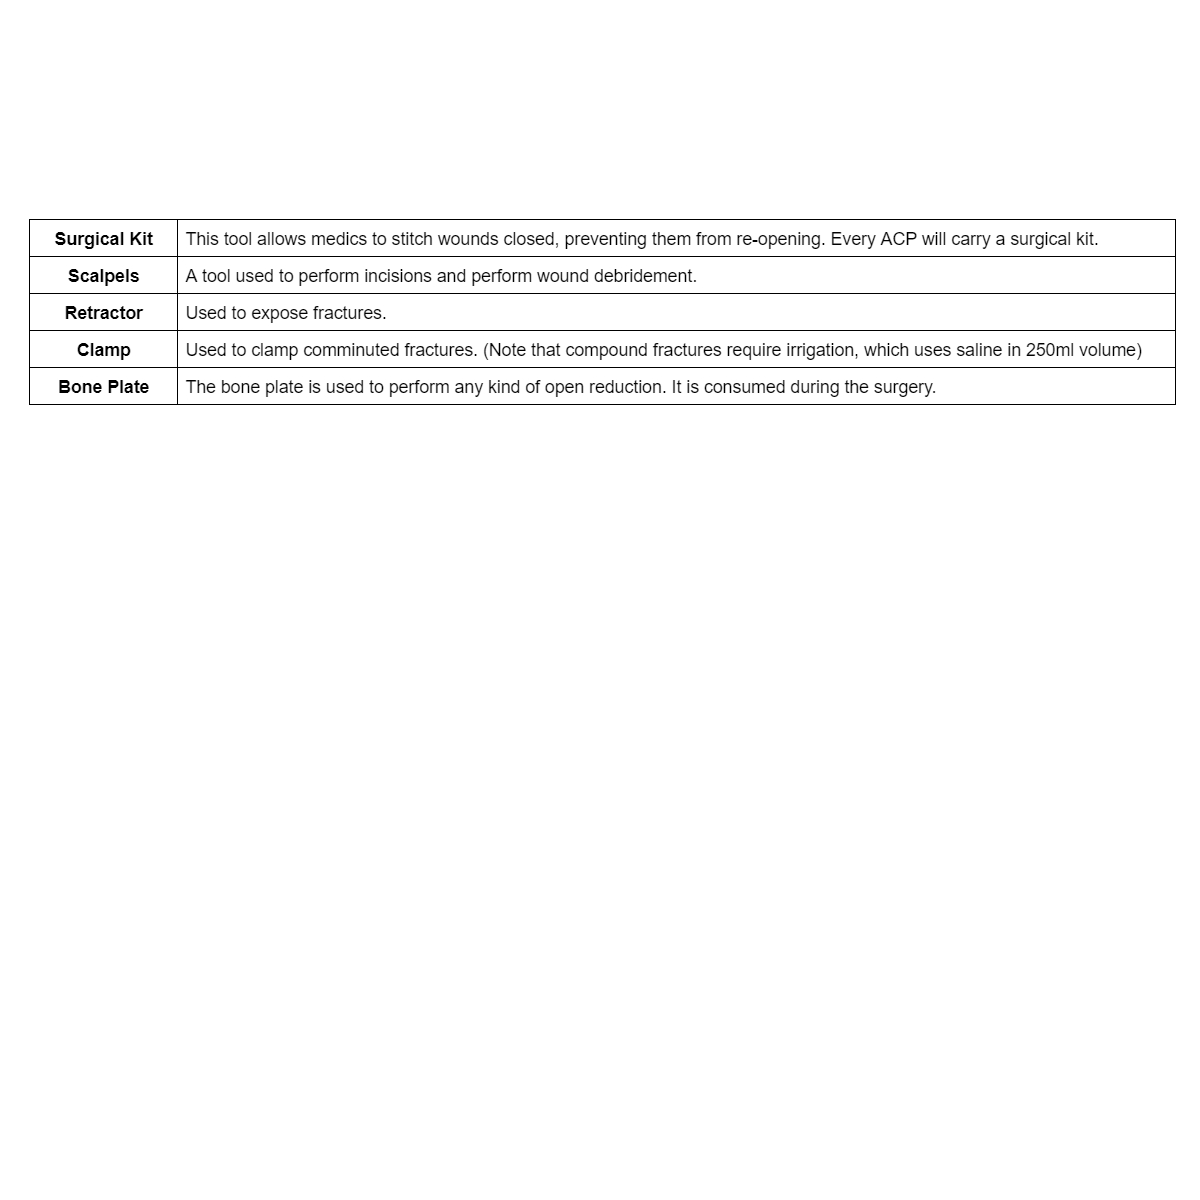 Surgical Kit This tool allows medics to stitch wounds closed, preventing them from re-opening. Every ACP will carry a surgical kit.
Scalpels A tool used to perform incisions and perform wound debridement.
Retractor Used to expose fractures.
Clamp Used to clamp comminuted fractures. (Note that compound fractures require irrigation, which uses saline in 250ml volume)
Bone Plate The bone plate is used to perform any kind of open reduction. It is consumed during the surgery.